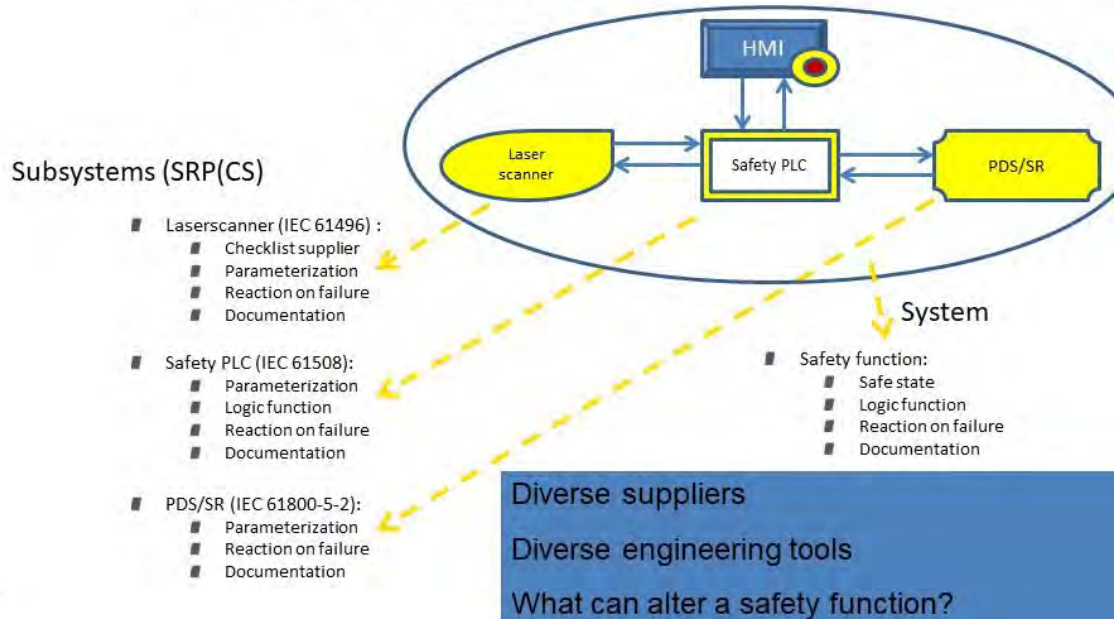 HMI
Laser
scanner
Safety PLC
PDS/SR
Subsystems (SRP(CS)
Laserscanner (IEC 61496) :
Checklist supplier
Parameterization
Reaction on failure
Documentation
Safety PLC (IEC 61508):
Parameterization
Logic function
Reaction on failure
Documentation
PDS/SR (IEC 61800-5-2):
Parameterization
Reaction on failure
Documentation
System
Safety function:
Safe state
Logic function
Reaction on failure
Documentation
Diverse suppliers
Diverse engineering tools
What can alter a safety function?